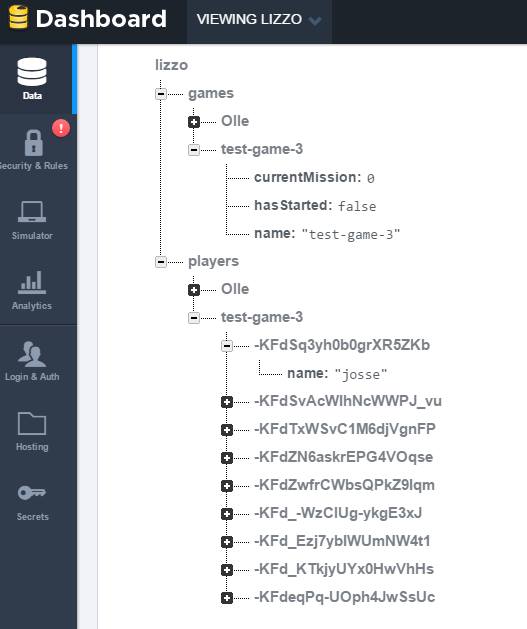 Dashboard
VIEWING LIZZO
Data
Security & Rules
Simulator
Analytics
Login & Auth
Hosting
Secrets
lizzo
games
Olle
test-game-3
currentMission: 0
hasStarted: false
name: "test-game-3"
players
Olle
test-game-3
-KFdSq3yh0b0grXR5ZKb
name: "josse"
-KFdSvAcWlhNcWWPJ_vu
-KFdTxWSvC1M6djVgnFP
-KFdZN6askrEPG4VOqse
-KFdZwfrCWbsQPkZ9lqm
-KFd_-WzClUg-ykgE3xJ
-KFd_Ezj7yblWUmNW4t1
-KFd_KTkjyUYx0HwVhHs
-KFdeqPq-UOph4JwSsUc